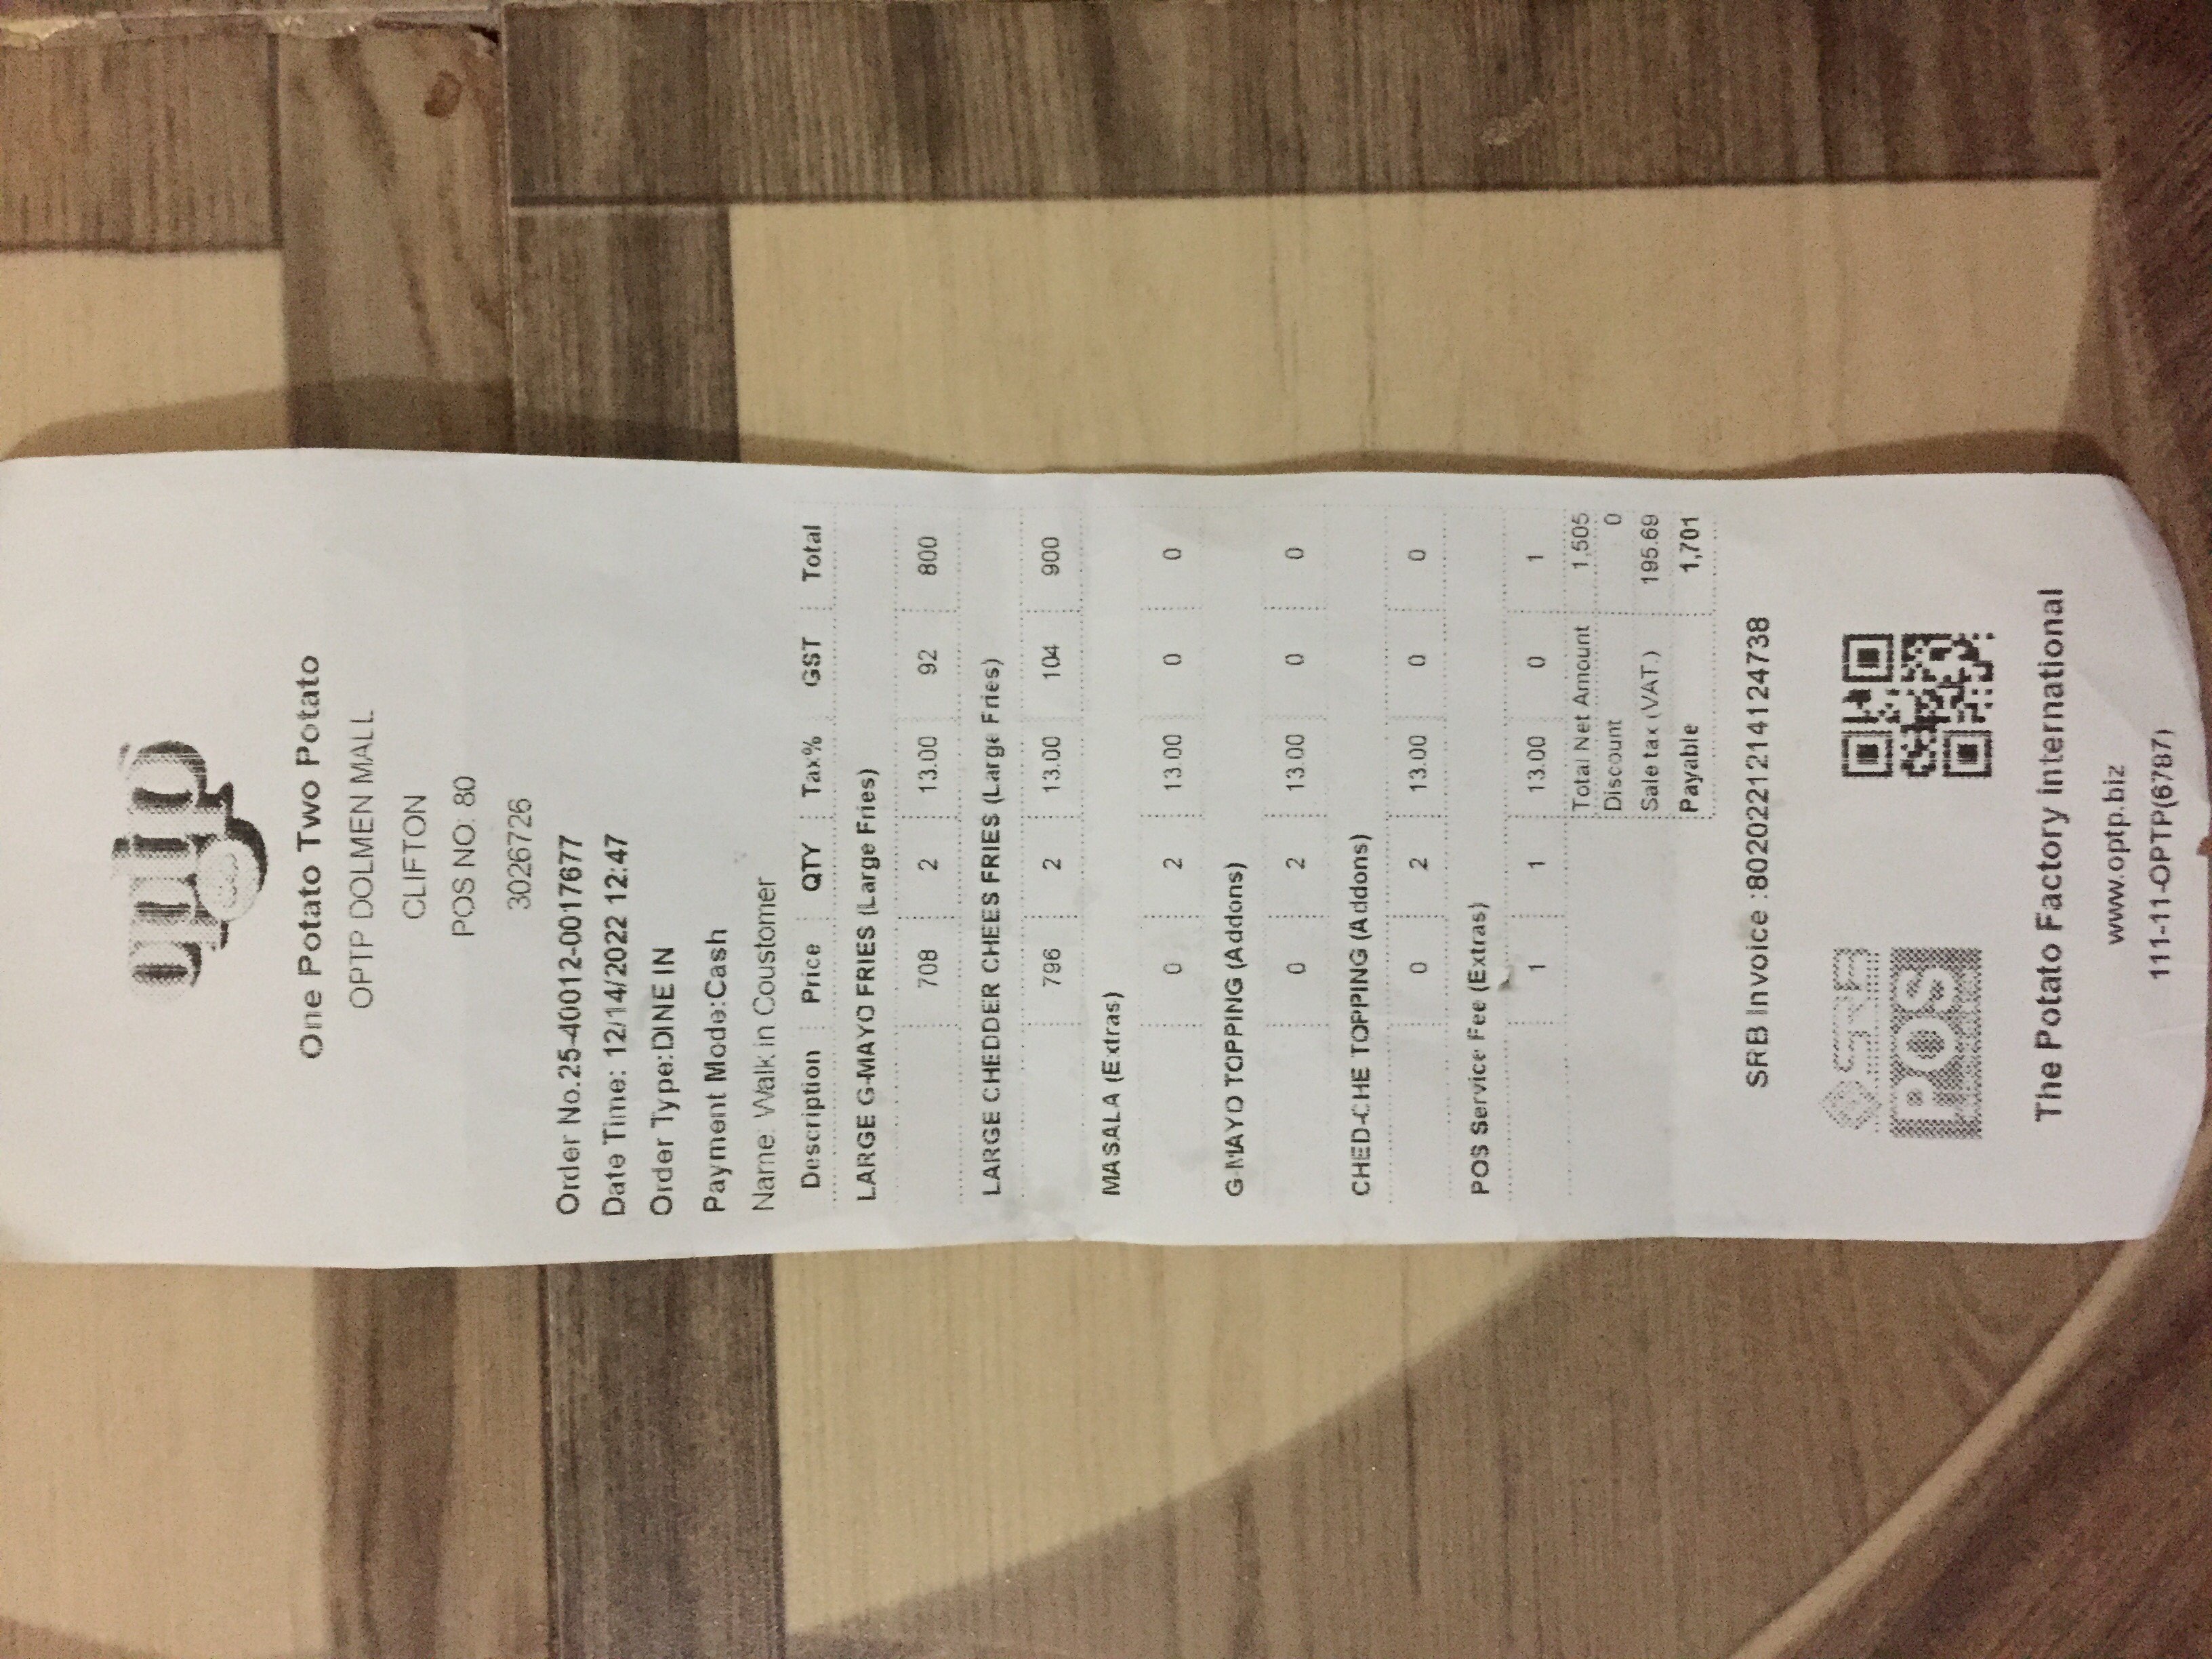 optp
One Potato Two Potato
OPTP DOLMEN MALL
CLIFTON
POS NO: 80
3026726
Order No.25-40012-0017677
Date Time: 12/14/2022 12:47
Order Type:DINE IN
Payment Mode:Cash
Name: Walk in Coustomer
Description Price QTY Tax% GST Total
LARGE G-MAYO FRIES (Large Fries)
708 2 13.00 92 800
LARGE CHEDDER CHEES FRIES (Large Fries)
796 2 13.00 104 900
MASALA (Extras)
0 2 13.00 0 0
G-MAYO TOPPING (Addons)
0 2 13.00 0 0
CHED-CHE TOPPING (Addons)
0 2 13.00 0 0
POS Service Fee (Extras)
1 1 13.00 0 1
Total Net Amount 1,505
Discount 0
Sale tax (VAT.) 195.69
Payable 1,701
SRB Invoice :8020221214124738
SRB
POS
The Potato Factory international
www.optp.biz
111-11-OPTP(6787)